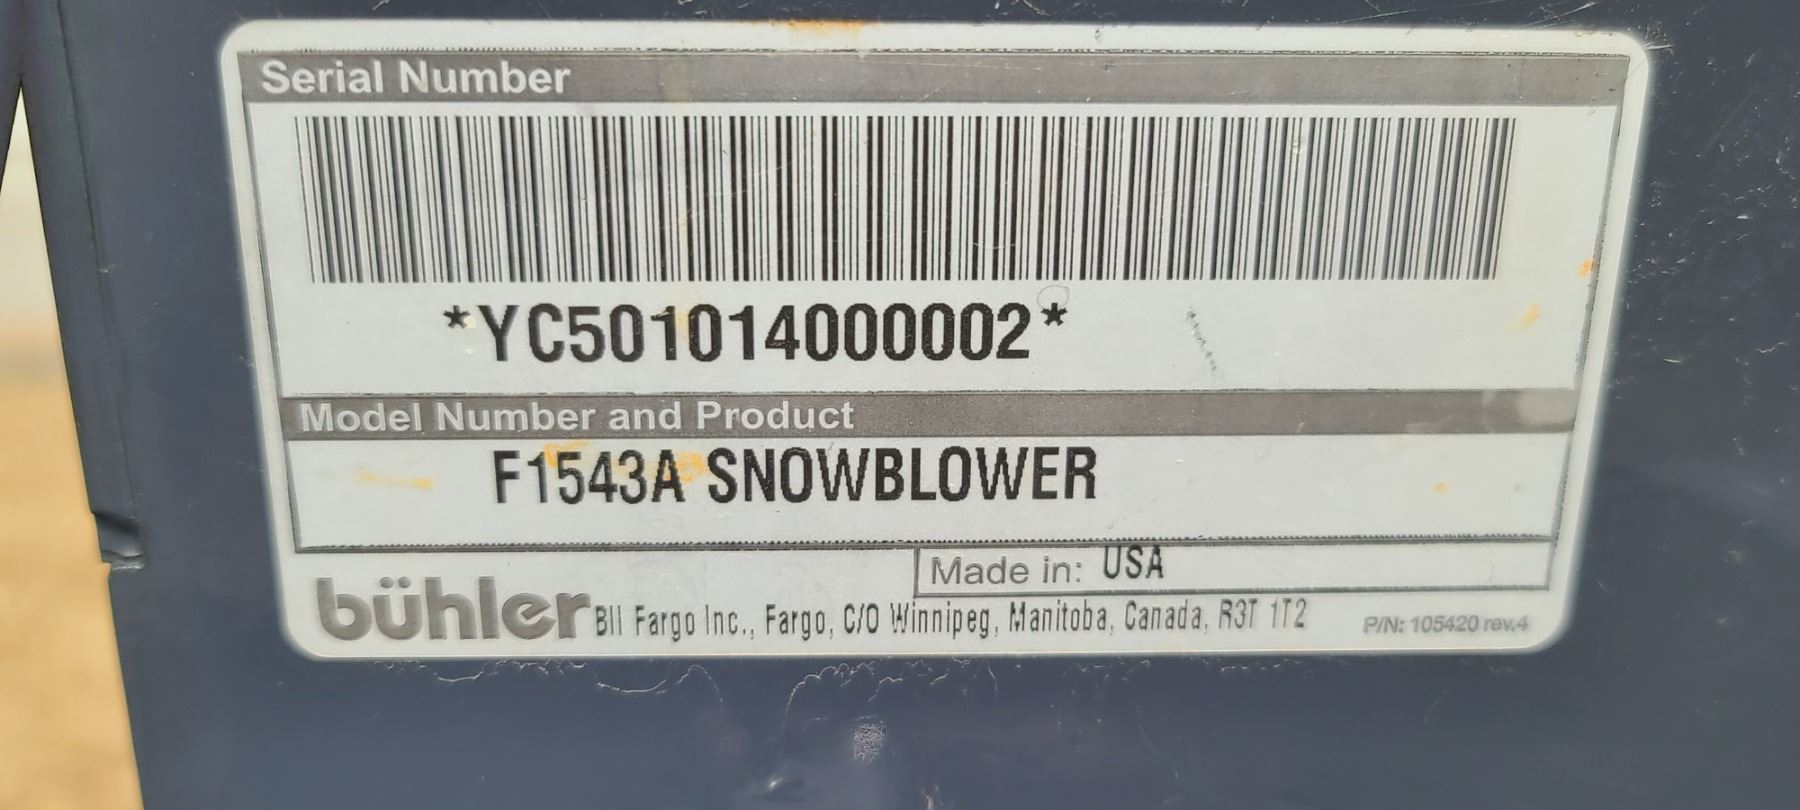 Serial Number
*YC501014000002*
Model Number and Product
F1543A SNOWBLOWER
Made in: USA
bühler BII Fargo Inc., Fargo, C/O Winnipeg, Manitoba, Canada, R3T 1T2
P/N: 105420 rev.4